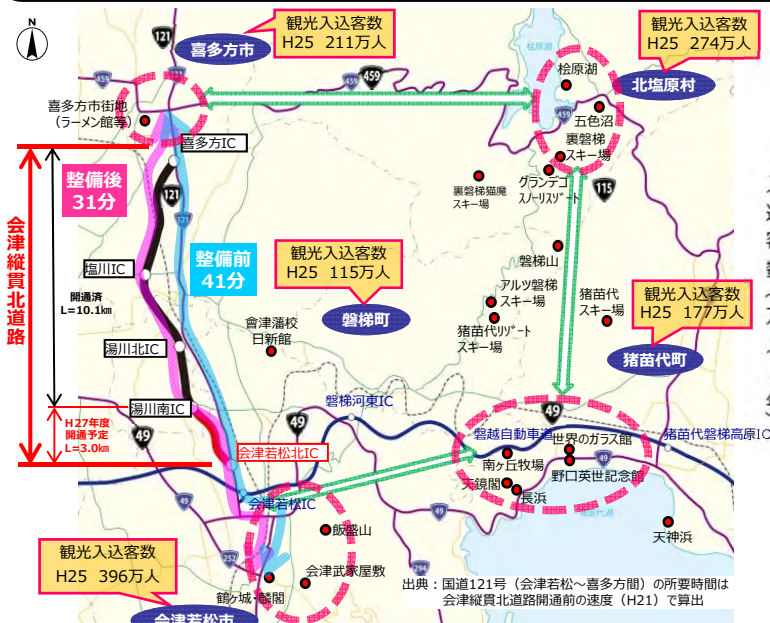 N
121
喜多方市
観光入込客数
H25 211万人
観光入込客数
H25 274万人
北塩原村
桧原湖
桧原湖
459
459
459
459
喜多方市街地
(ラーメン館等)
五色沼
裏磐梯
スキー場
喜多方IC
グランデコ
スノーリゾート
裏磐梯猫魔
スキー場
115
整備後
31分
121
121
整備前
41分
会津縦貫北道路
塩川IC
開通済
L=10.1km
観光入込客数
H25 115万人
磐梯町
磐梯山
アルツ磐梯
スキー場
猪苗代リゾート
スキー場
猪苗代
スキー場
観光入込客数
H25 177万人
猪苗代町
會津藩校
日新館
湯川北IC
湯川南IC
H27年度
開通予定
L=3.0km
49
会津若松北IC
49
磐梯河東IC
49
磐越自動車道
猪苗代磐梯高原IC
世界のガラス館
南ヶ丘牧場
野口英世記念館
49
天鏡閣
長浜
会津若松IC
49
49
天神浜
飯盛山
252
294
会津武家屋敷
鶴ヶ城・麟閣
観光入込客数
H25 396万人
会津若松市
出典:国道121号(会津若松~喜多方間)の所要時間は
会津縦貫北道路開通前の速度(H21)で算出